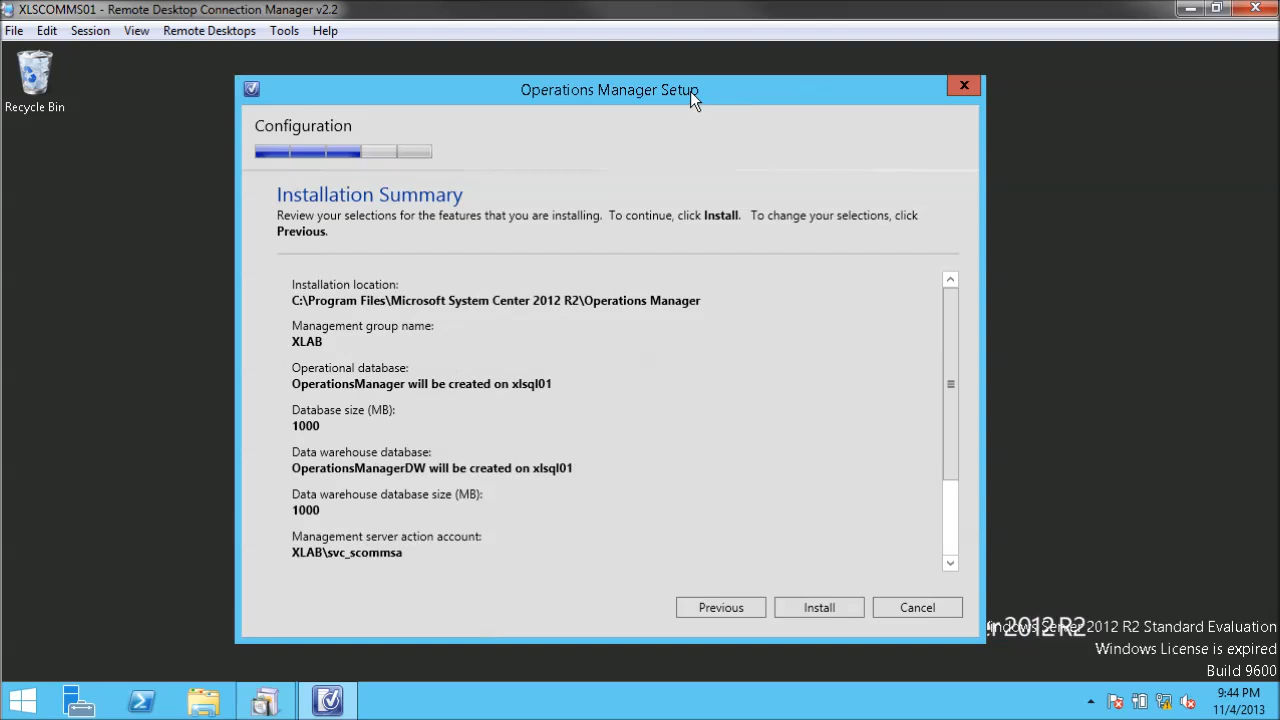 XLSCOMMS01 - Remote Desktop Connection Manager v2.2
File Edit Session View Remote Desktops Tools Help
Recycle Bin
Operations Manager Setup
Configuration
Installation Summary
Review your selections for the features that you are installing. To continue, click Install. To change your selections, click
Previous.
Installation location:
C:\Program Files\Microsoft System Center 2012 R2\Operations Manager
Management group name:
XLAB
Operational database:
OperationsManager will be created on xlsql01
Database size (MB):
1000
Data warehouse database:
OperationsManagerDW will be created on xlsql01
Data warehouse database size (MB):
1000
Management server action account:
XLAB\svc_scommsa
Previous Install Cancel
2012 R2
2012 R2 Standard Evaluation
Windows License is expired
Build 9600
9:44 PM
11/4/2013